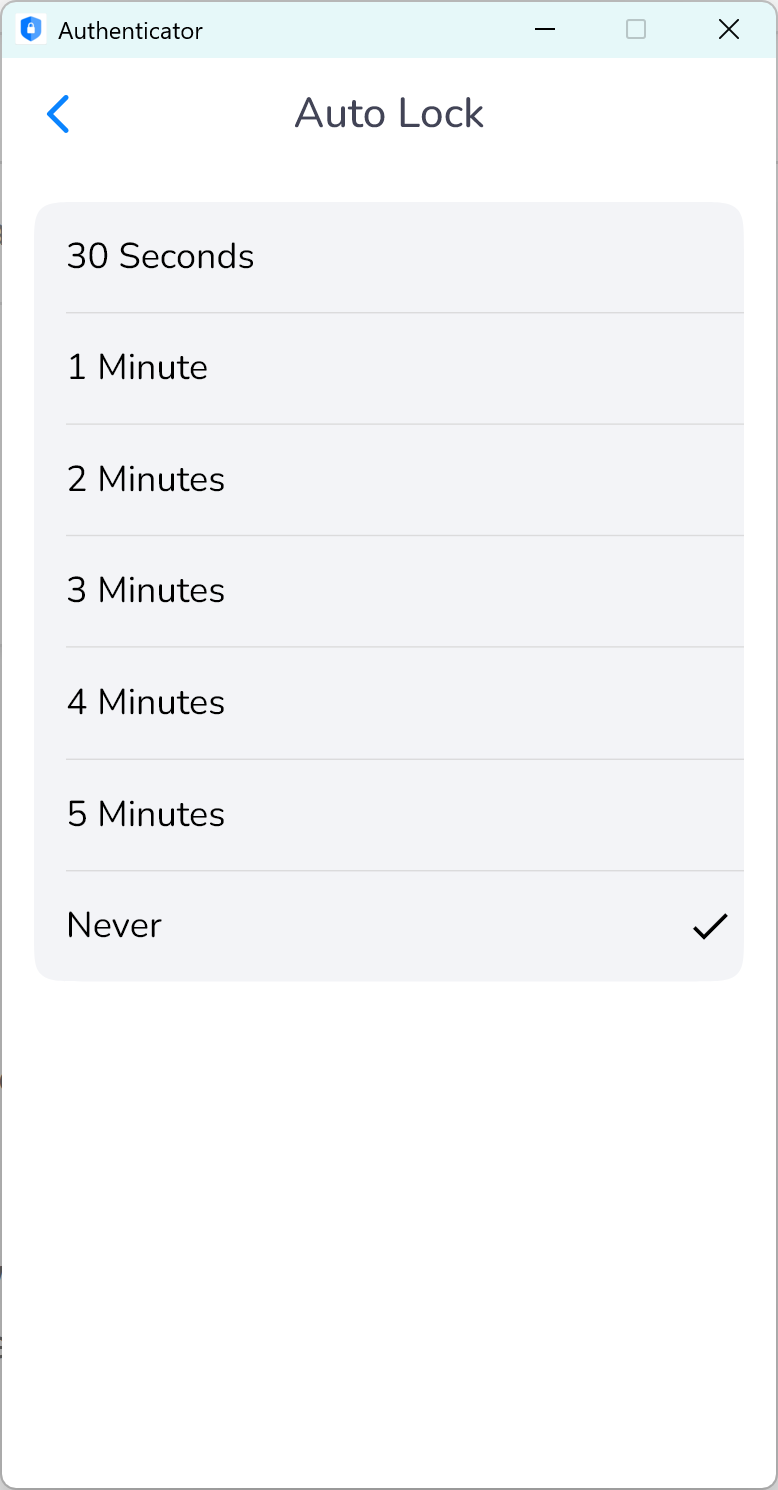 Authenticator
Auto Lock
30 Seconds
1 Minute
2 Minutes
3 Minutes
4 Minutes
5 Minutes
Never